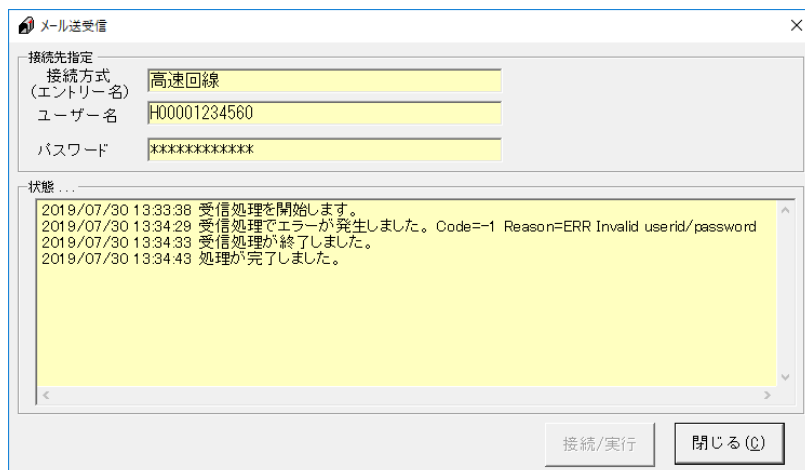 メール送受信
接続先指定
接続方式
(エントリー名)
高速回線
ユーザー名
H00001234560
パスワード
************
状態 . . .
2019/07/30 13:33:38 受信処理を開始します。
2019/07/30 13:34:29 受信処理でエラーが発生しました。Code=-1 Reason=ERR Invalid userid/password
2019/07/30 13:34:33 受信処理が終了しました。
2019/07/30 13:34:43 処理が完了しました。
接続/実行
閉じる(C)